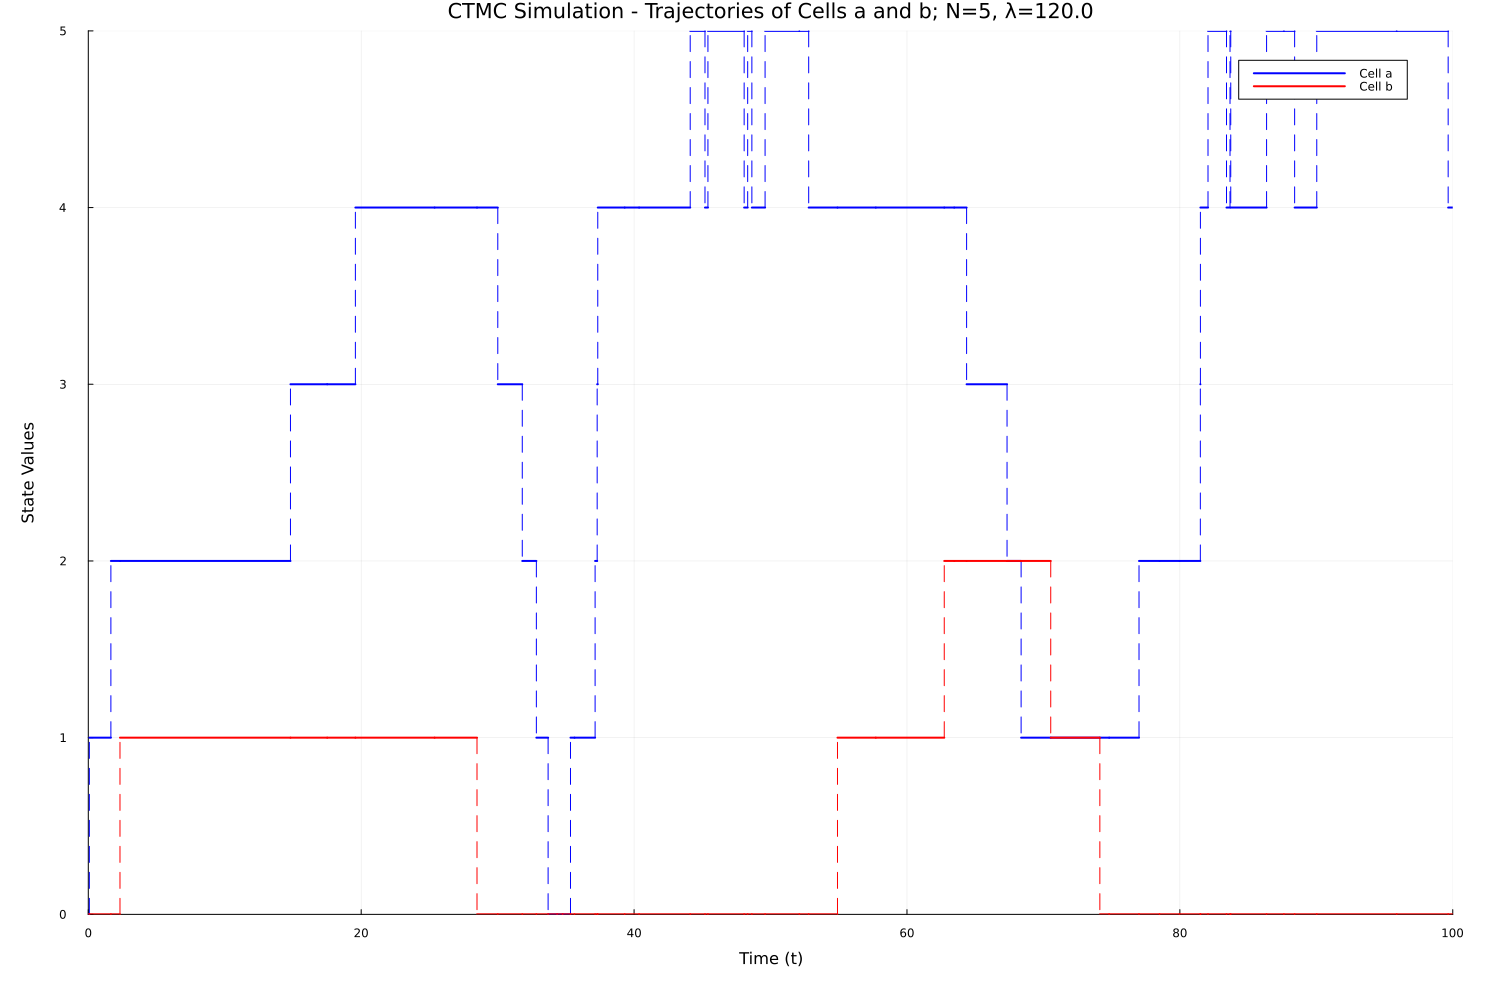 CTMC Simulation - Trajectories of Cells a and b; N=5, λ=120.0
5
Cell a
Cell b
4
3
State Values
2
1
0
0 20 40 60 80 100
Time (t)